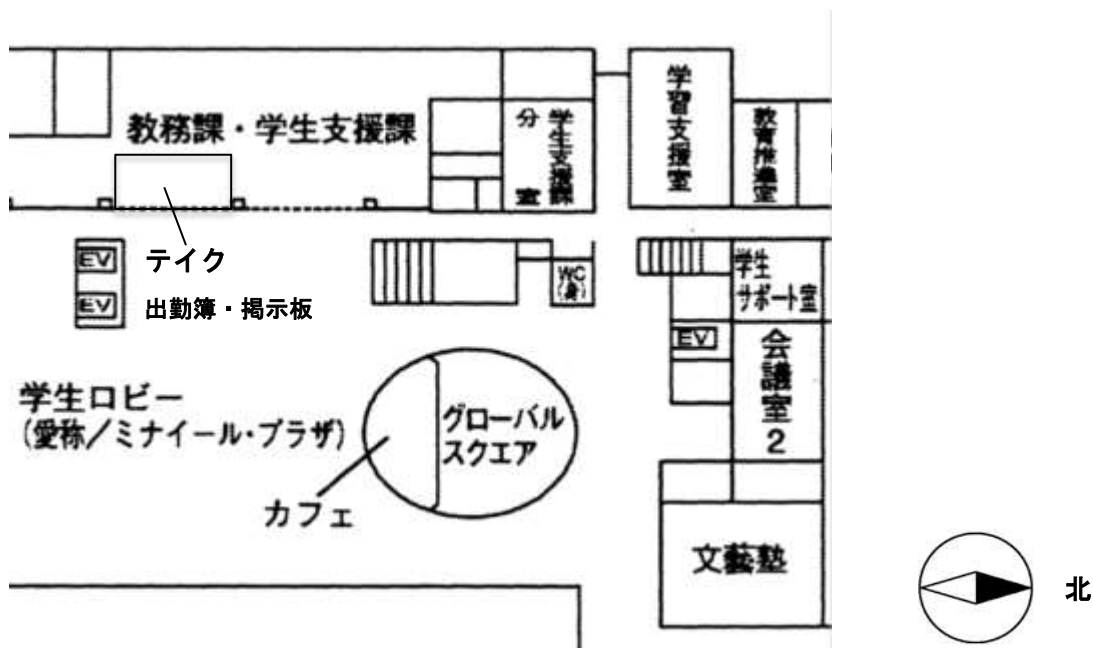 教務課・学生支援課
学生支援課
分室
学習支援室
教育推進室
EV
テイク
EV
出勤簿・掲示板
WC
(身)
学生
サポート室
EV
会議室2
学生ロビー
(愛称/ミナイール・プラザ)
グローバル
スクエア
カフェ
文藝塾
北